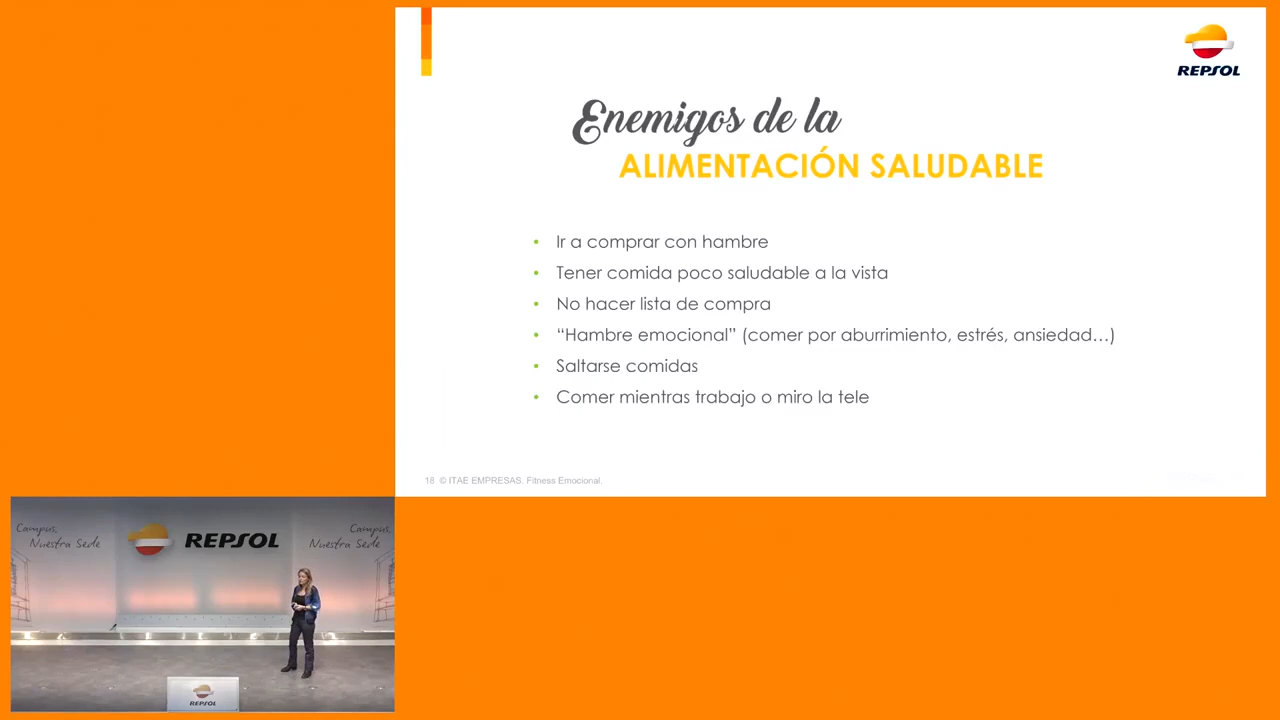 REPSOL
Enemigos de la
ALIMENTACIÓN SALUDABLE
• Ir a comprar con hambre
• Tener comida poco saludable a la vista
• No hacer lista de compra
• “Hambre emocional” (comer por aburrimiento, estrés, ansiedad…)
• Saltarse comidas
• Comer mientras trabajo o miro la tele
18 © ITAE EMPRESAS. Fitness Emocional.
Campus,
Nuestra Sede
REPSOL
Campus,
Nuestra Sede
REPSOL